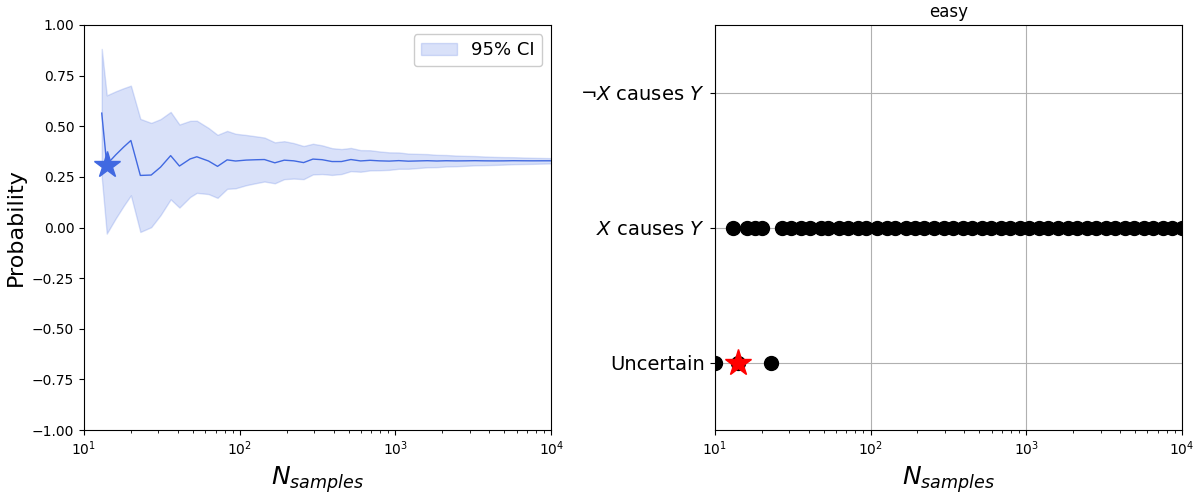 1.00
0.75
0.50
0.25
0.00
−0.25
−0.50
−0.75
−1.00
Probability
95% CI
10¹ 10² 10³ 10⁴
N_samples
easy
¬X causes Y
X causes Y
Uncertain
10¹ 10² 10³ 10⁴
N_samples